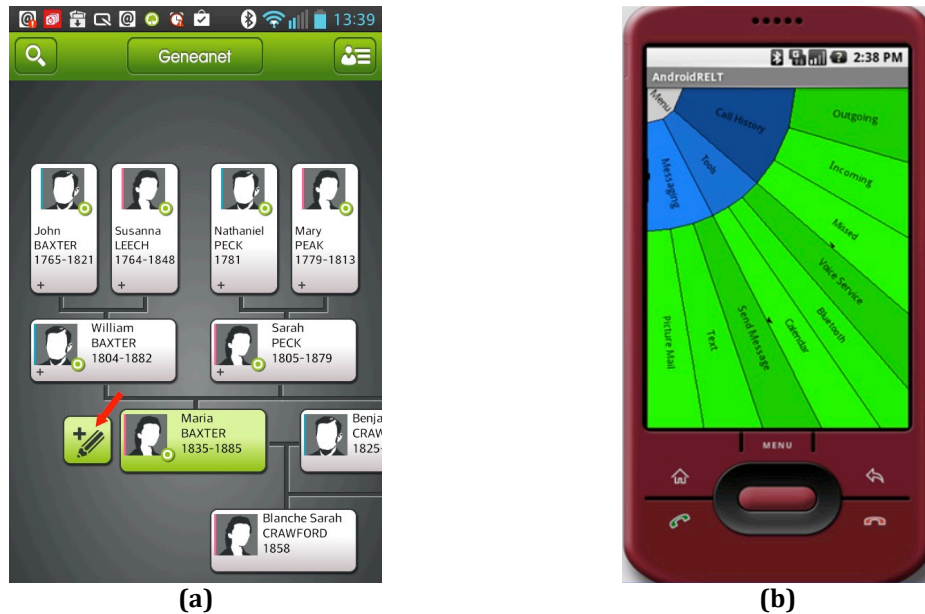 13:39
Geneanet
John
BAXTER
1765-1821
+
Susanna
LEECH
1764-1848
+
Nathaniel
PECK
1781
+
Mary
PEAK
1779-1813
+
William
BAXTER
1804-1882
+
Sarah
PECK
1805-1879
+
Maria
BAXTER
1835-1885
Benja
CRAW
1825-
Blanche Sarah
CRAWFORD
1858
(a)
2:38 PM
AndroidRELT
Menu
Call History
Tools
Messaging
Outgoing
Incoming
Missed
Voice Service
Bluetooth
Calendar
Send Message
Text
Picture Mail
MENU
(b)